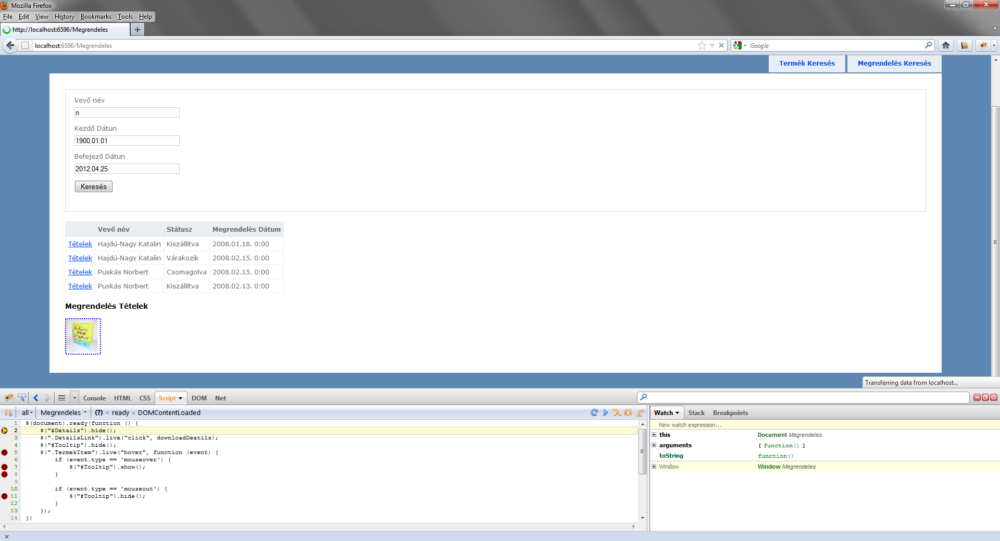 Mozilla Firefox
File Edit View History Bookmarks Tools Help
http://localhost:6596/Megrendeles
localhost:6596/Megrendeles
Google
Termék Keresés
Megrendelés Keresés
Vevő név
n
Kezdő Dátun
1900.01.01
Befejező Dátun
2012.04.25
Keresés
Vevő név Státusz Megrendelés Dátum
Tételek Hajdú-Nagy Katalin Kiszállítva 2008.01.18. 0:00
Tételek Hajdú-Nagy Katalin Várakozik 2008.02.15. 0:00
Tételek Puskás Norbert Csomagolva 2008.02.15. 0:00
Tételek Puskás Norbert Kiszállítva 2008.02.13. 0:00
Megrendelés Tételek
And
Transferring data from localhost...
Console HTML CSS Script DOM Net
all Megrendeles (?) < ready < DOMContentLoaded
1 $(document).ready(function () {
2 $("#Details").hide();
3 $(".DetailsLink").live("click", downloadDeatils);
4 $("#Tooltip").hide();
5 $(".TermekItem").live("hover", function (event) {
6 if (event.type == 'mouseover') {
7 $("#Tooltip").show();
8 }
9
10 if (event.type == 'mouseout') {
11 $("#Tooltip").hide();
12 }
13 });
14 })
Watch Stack Breakpoints
New watch expression...
this Document Megrendeles
arguments [ function() ]
toString function()
Window Window Megrendeles